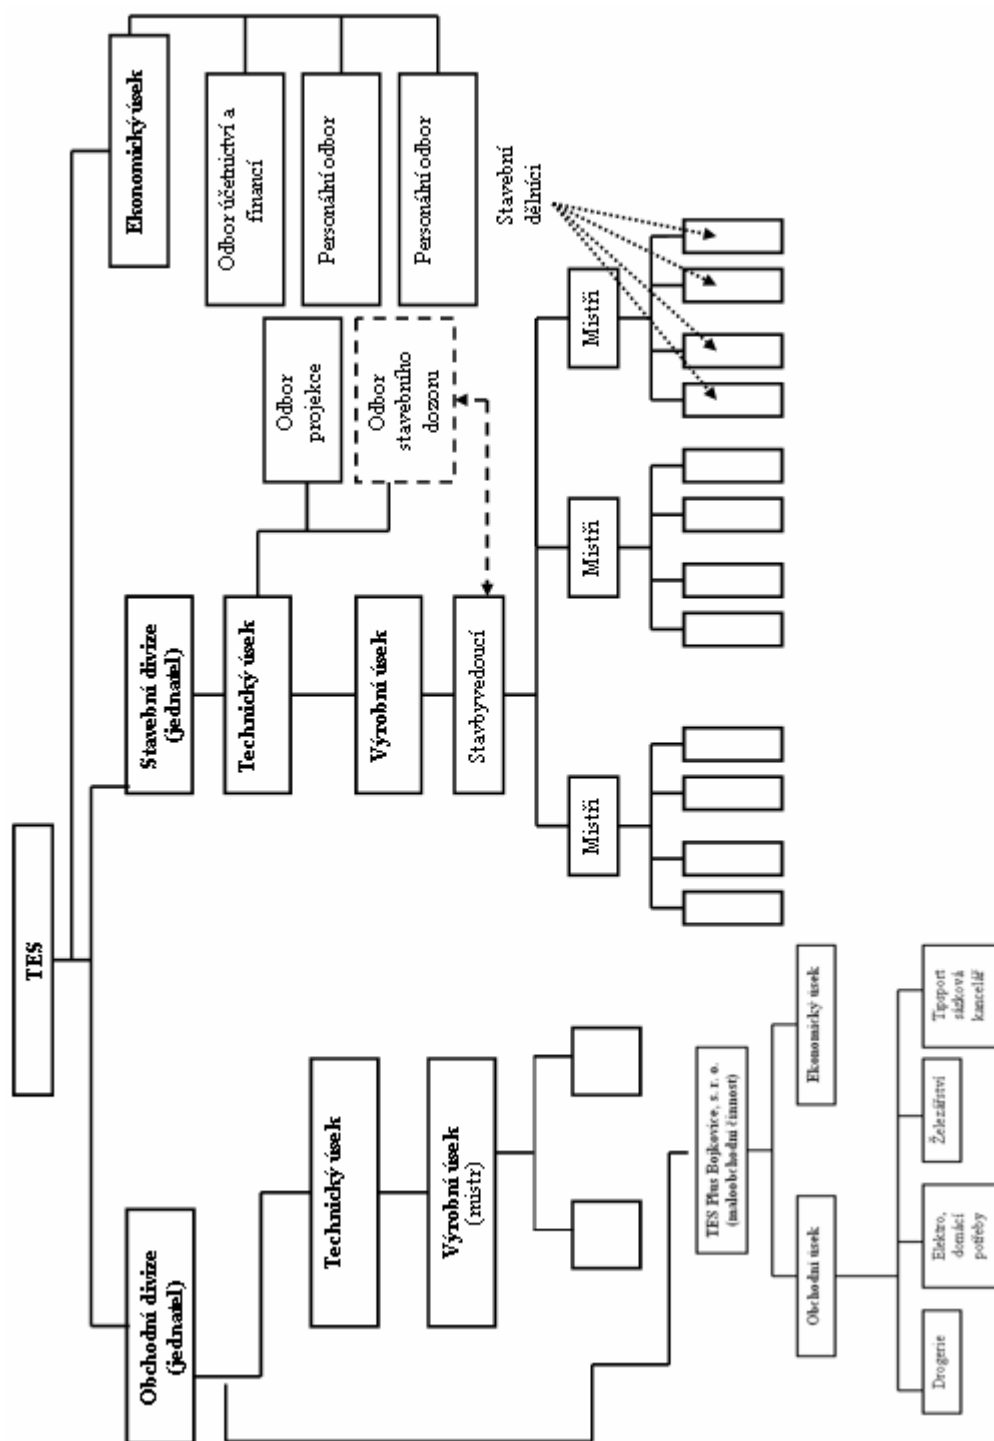 TES
Obchodní divize
(jednatel)
Stavební divize
(jednatel)
Ekonomický úsek
Technický úsek
Výrobní úsek
(mistr)
TES Plus Bojkovice, s. r. o.
(maloobchodní činnost)
Obchodní úsek
Ekonomický úsek
Drogerie
Elektro,
domácí
potřeby
Železářství
Tipsport
sázková
kancelář
Technický úsek
Odbor
projekce
Odbor
stavebního
dozoru
Výrobní úsek
Stavbyvedoucí
Mistři
Mistři
Mistři
Stavební
dělníci
Odbor účetnictví a
financí
Personální odbor
Personální odbor